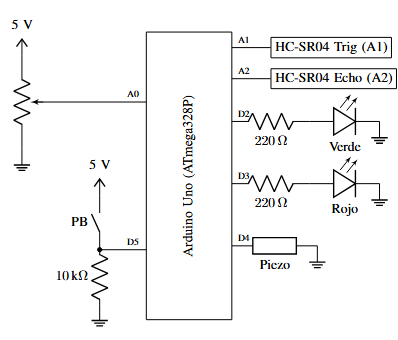 5 V
A0
5 V
PB
D5
10 kΩ
Arduino Uno (ATmega328P)
A1
HC-SR04 Trig (A1)
A2
HC-SR04 Echo (A2)
D2
220 Ω
Verde
D3
220 Ω
Rojo
D4
Piezo